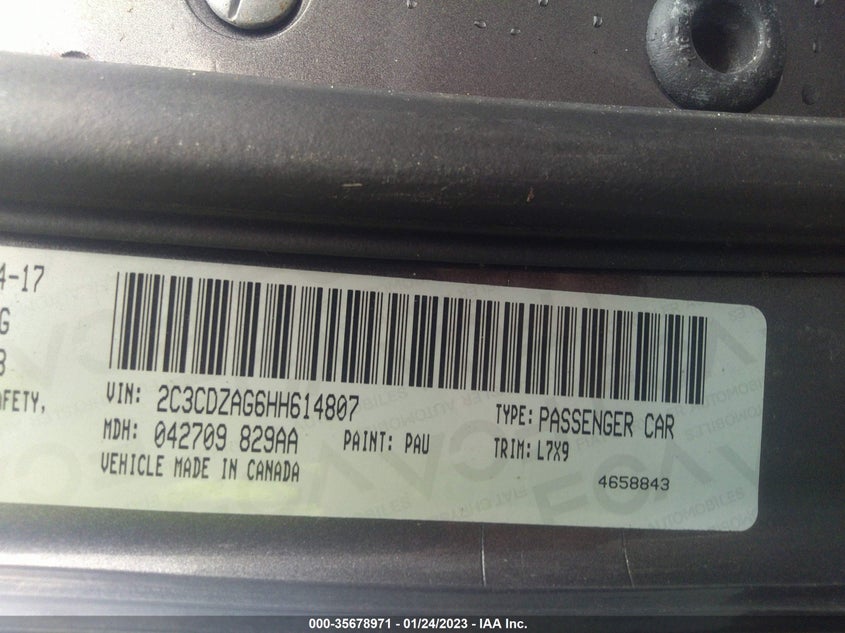 4-17
G
AFETY,
VIN: 2C3CDZAG6HH614807
TYPE: PASSENGER CAR
MDH: 042709 829AA
PAINT: PAU
TRIM: L7X9
VEHICLE MADE IN CANADA
4658843
000-35678971 - 01/24/2023 - IAA Inc.